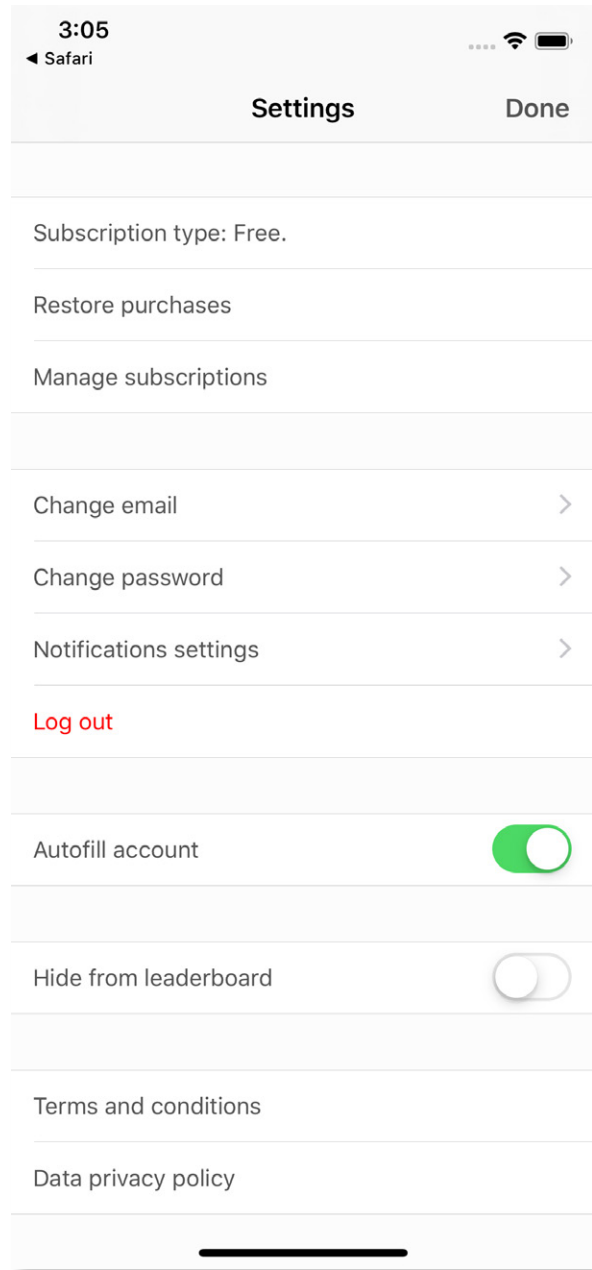 3:05
◀ Safari
Settings
Done
Subscription type: Free.
Restore purchases
Manage subscriptions
Change email
Change password
Notifications settings
Log out
Autofill account
Hide from leaderboard
Terms and conditions
Data privacy policy